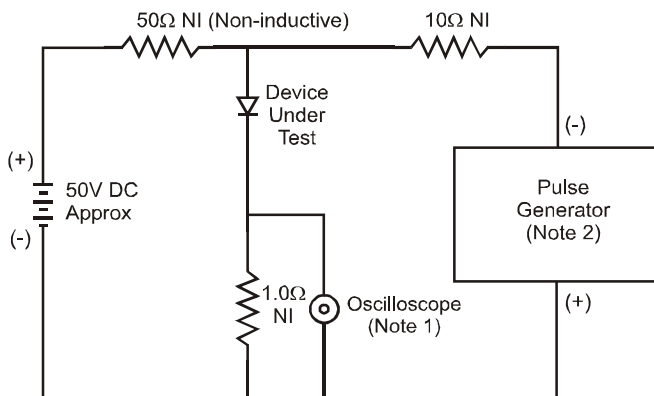 50Ω NI (Non-inductive)
10Ω NI
Device
Under
Test
(-)
(+)
50V DC
Approx
(-)
Pulse
Generator
(Note 2)
1.0Ω
NI
Oscilloscope
(Note 1)
(+)